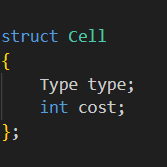 struct Cell
{
    Type type;
    int cost;
};